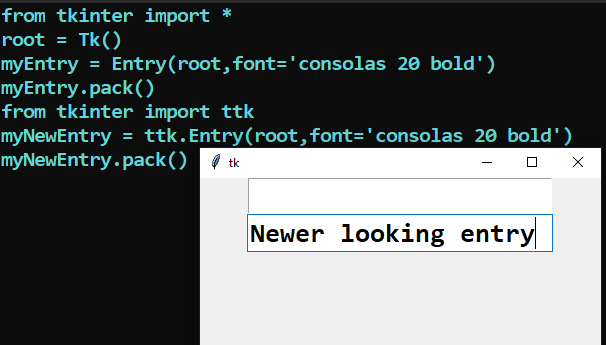 from tkinter import *
root = Tk()
myEntry = Entry(root,font='consolas 20 bold')
myEntry.pack()
from tkinter import ttk
myNewEntry = ttk.Entry(root,font='consolas 20 bold')
myNewEntry.pack()
tk
Newer looking entry